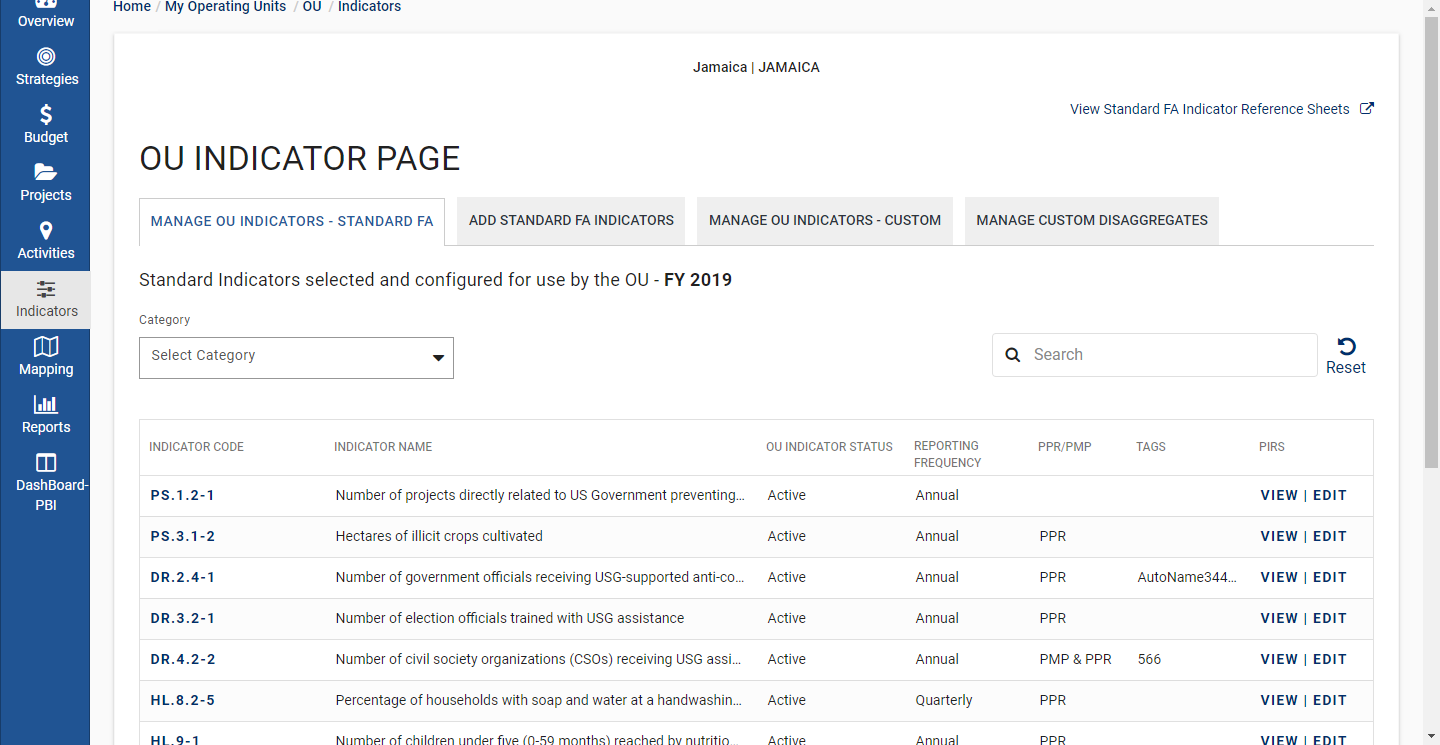 Home / My Operating Units / OU / Indicators
Overview
Strategies
Budget
Projects
Activities
Indicators
Mapping
Reports
DashBoard-
PBI
Jamaica | JAMAICA
View Standard FA Indicator Reference Sheets
OU INDICATOR PAGE
MANAGE OU INDICATORS - STANDARD FA
ADD STANDARD FA INDICATORS
MANAGE OU INDICATORS - CUSTOM
MANAGE CUSTOM DISAGGREGATES
Standard Indicators selected and configured for use by the OU - FY 2019
Category
Select Category
Search
Reset
INDICATOR CODE INDICATOR NAME OU INDICATOR STATUS REPORTING FREQUENCY PPR/PMP TAGS PIRS
PS.1.2-1 Number of projects directly related to US Government preventing... Active Annual VIEW | EDIT
PS.3.1-2 Hectares of illicit crops cultivated Active Annual PPR VIEW | EDIT
DR.2.4-1 Number of government officials receiving USG-supported anti-co... Active Annual PPR AutoName344... VIEW | EDIT
DR.3.2-1 Number of election officials trained with USG assistance Active Annual PPR VIEW | EDIT
DR.4.2-2 Number of civil society organizations (CSOs) receiving USG assi... Active Annual PMP & PPR 566 VIEW | EDIT
HL.8.2-5 Percentage of households with soap and water at a handwashin... Active Quarterly PPR VIEW | EDIT
HL.9-1 Number of children under five (0-59 months) reached by nutritio... Active Annual PPR VIEW | EDIT